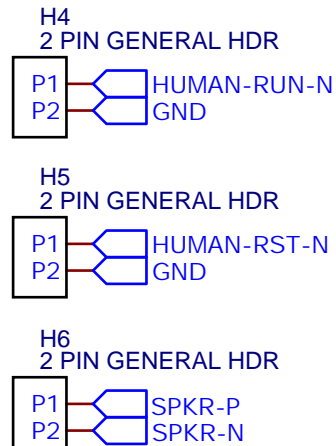 H4
2 PIN GENERAL HDR
P1 HUMAN-RUN-N
P2 GND
H5
2 PIN GENERAL HDR
P1 HUMAN-RST-N
P2 GND
H6
2 PIN GENERAL HDR
P1 SPKR-P
P2 SPKR-N